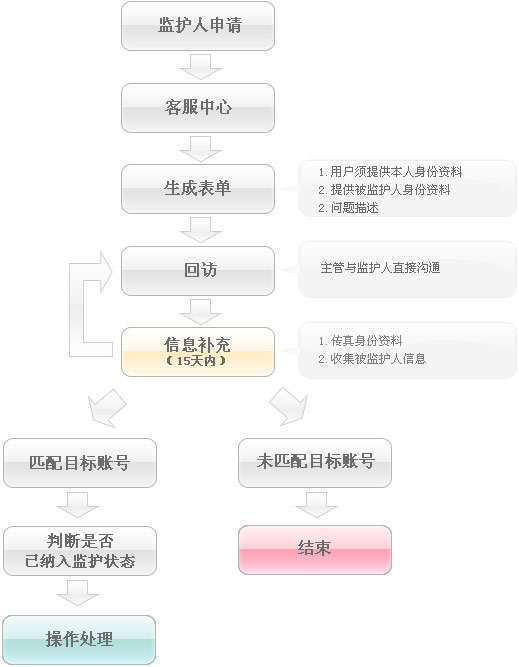 监护人申请
客服中心
生成表单
1. 用户须提供本人身份资料
2. 提供被监护人身份资料
2. 问题描述
回访
主管与监护人直接沟通
信息补充
（15天内）
1. 传真身份资料
2. 收集被监护人信息
匹配目标账号
未匹配目标账号
判断是否
已纳入监护状态
结束
操作处理